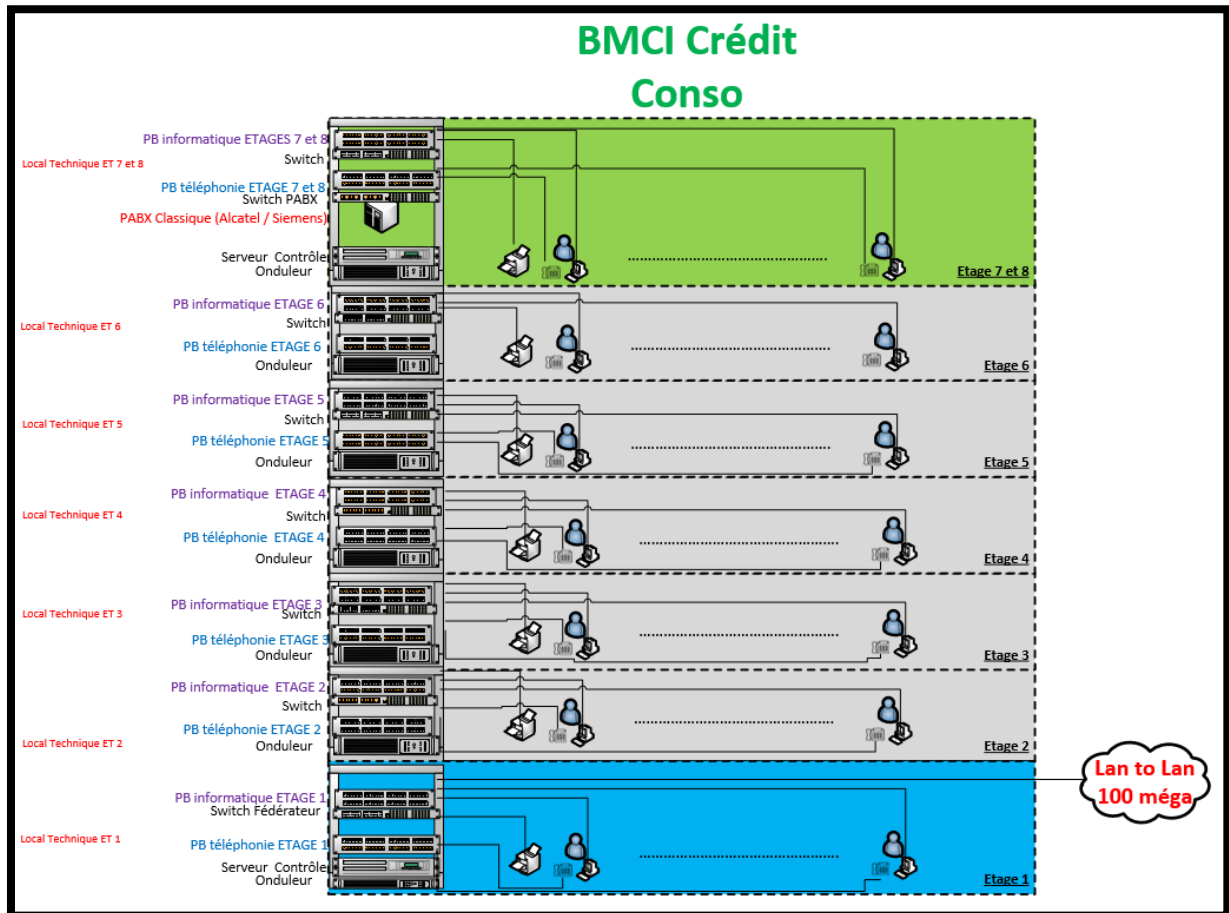 BMCI Crédit
Conso
PB informatique ETAGES 7 et 8
Switch
Local Technique ET 7 et 8
PB téléphonie ETAGE 7 et 8
Switch PABX
PABX Classique (Alcatel / Siemens)
Serveur Contrôle
Onduleur
Etage 7 et 8
PB informatique ETAGE 6
Switch
Local Technique ET 6
PB téléphonie ETAGE 6
Onduleur
Etage 6
PB informatique ETAGE 5
Switch
Local Technique ET 5
PB téléphonie ETAGE 5
Onduleur
Etage 5
PB informatique ETAGE 4
Switch
Local Technique ET 4
PB téléphonie ETAGE 4
Onduleur
Etage 4
PB informatique ETAGE 3
Switch
Local Technique ET 3
PB téléphonie ETAGE 3
Onduleur
Etage 3
PB informatique ETAGE 2
Switch
PB téléphonie ETAGE 2
Local Technique ET 2
Onduleur
Etage 2
Lan to Lan
100 méga
PB informatique ETAGE 1
Switch Fédérateur
Local Technique ET 1
PB téléphonie ETAGE 1
Serveur Contrôle
Onduleur
Etage 1